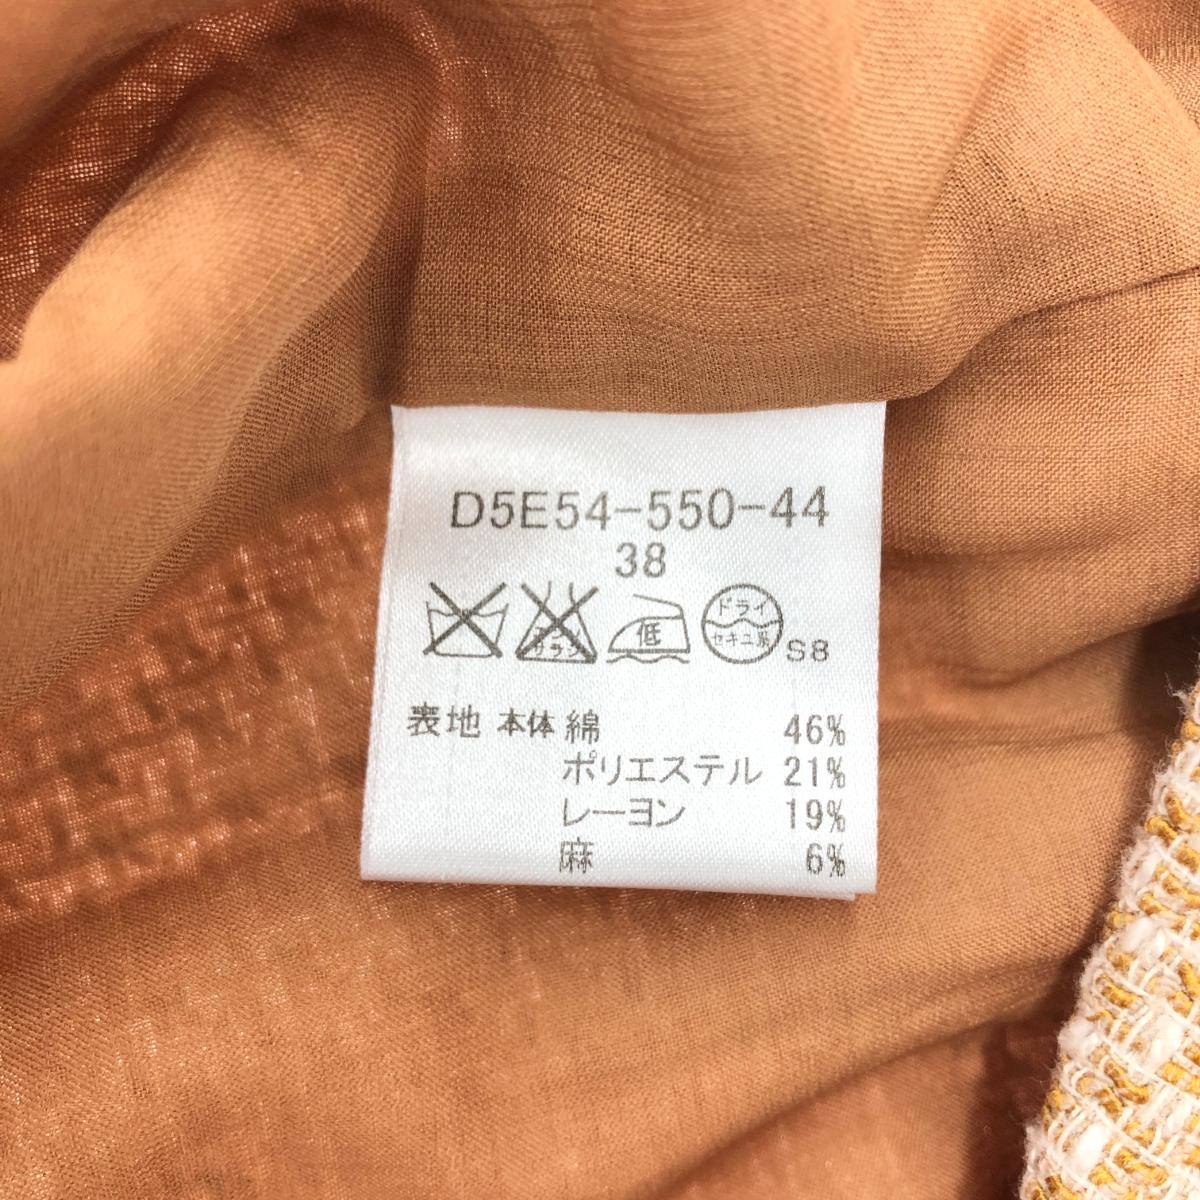 D5E54-550-44
38
低 ドライ セキユ系 S8
表地 本体 綿 46%
ポリエステル 21%
レーヨン 19%
麻 6%